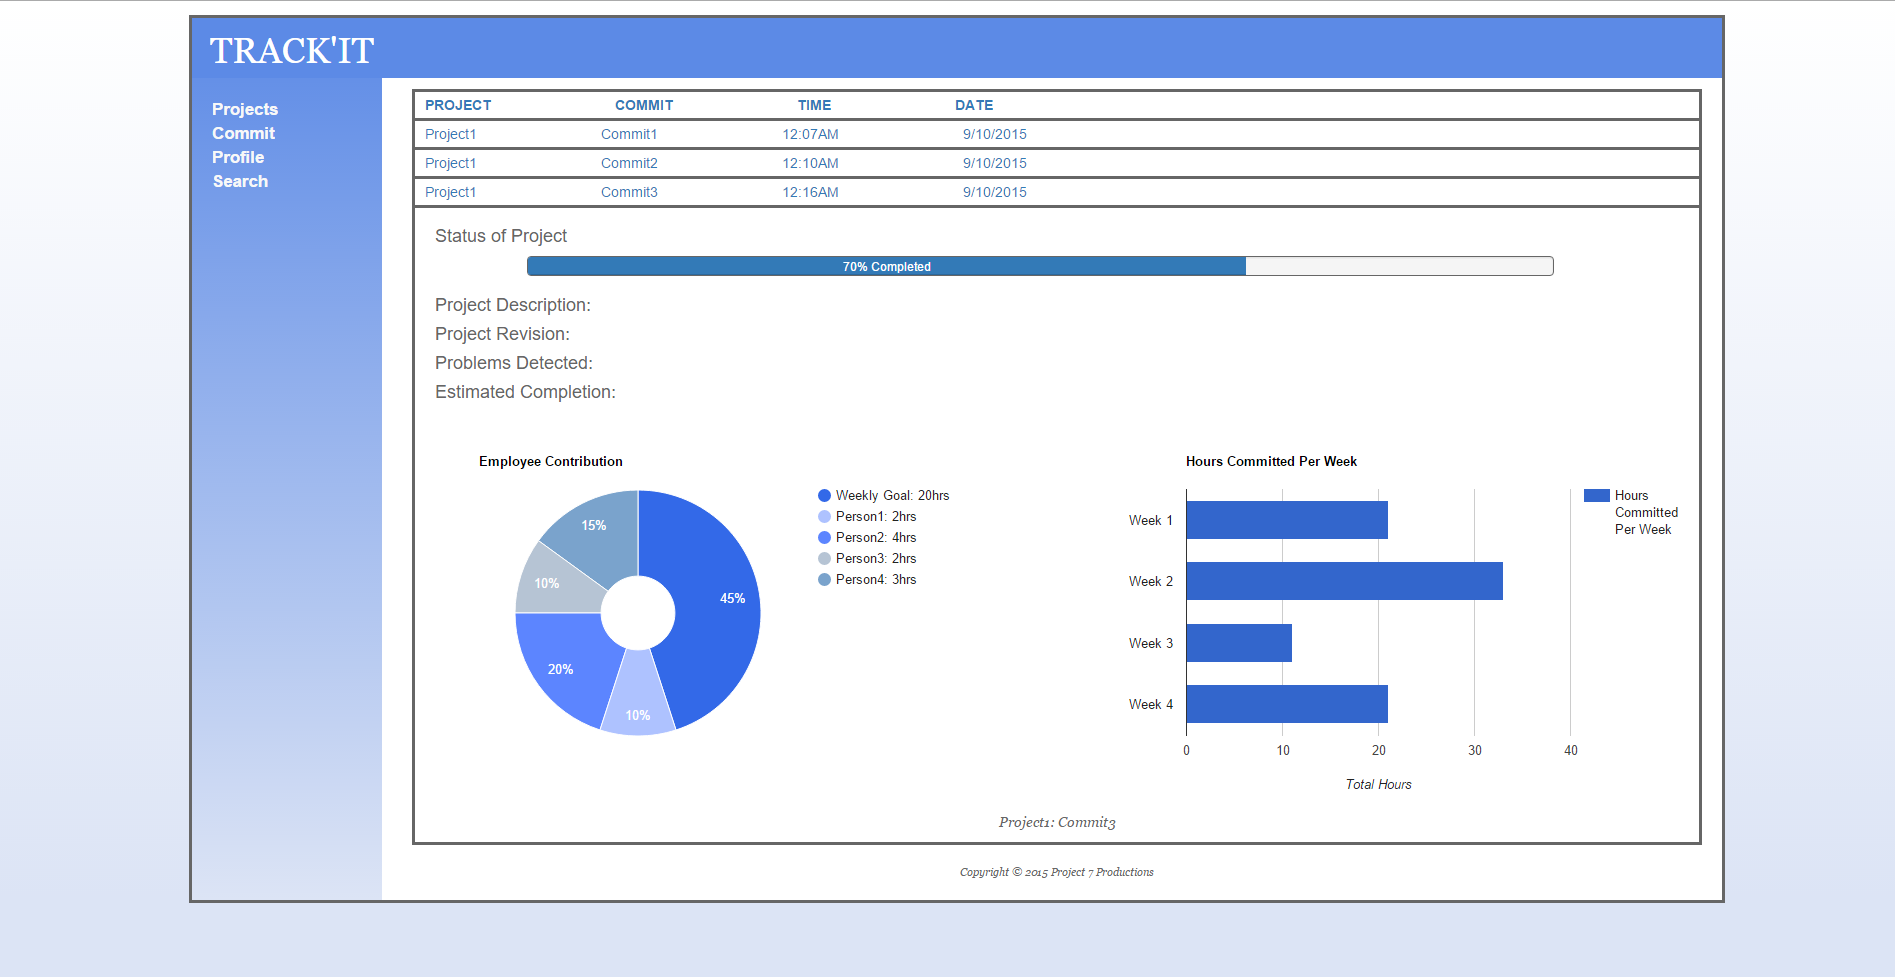 TRACK'IT
Projects
Commit
Profile
Search
PROJECT COMMIT TIME DATE
Project1 Commit1 12:07AM 9/10/2015
Project1 Commit2 12:10AM 9/10/2015
Project1 Commit3 12:16AM 9/10/2015
Status of Project
70% Completed
Project Description:
Project Revision:
Problems Detected:
Estimated Completion:
Employee Contribution
15%
10%
45%
20%
10%
Weekly Goal: 20hrs
Person1: 2hrs
Person2: 4hrs
Person3: 2hrs
Person4: 3hrs
Hours Committed Per Week
Week 1
Week 2
Week 3
Week 4
0 10 20 30 40
Total Hours
Hours
Committed
Per Week
Project1: Commit3
Copyright © 2015 Project 7 Productions